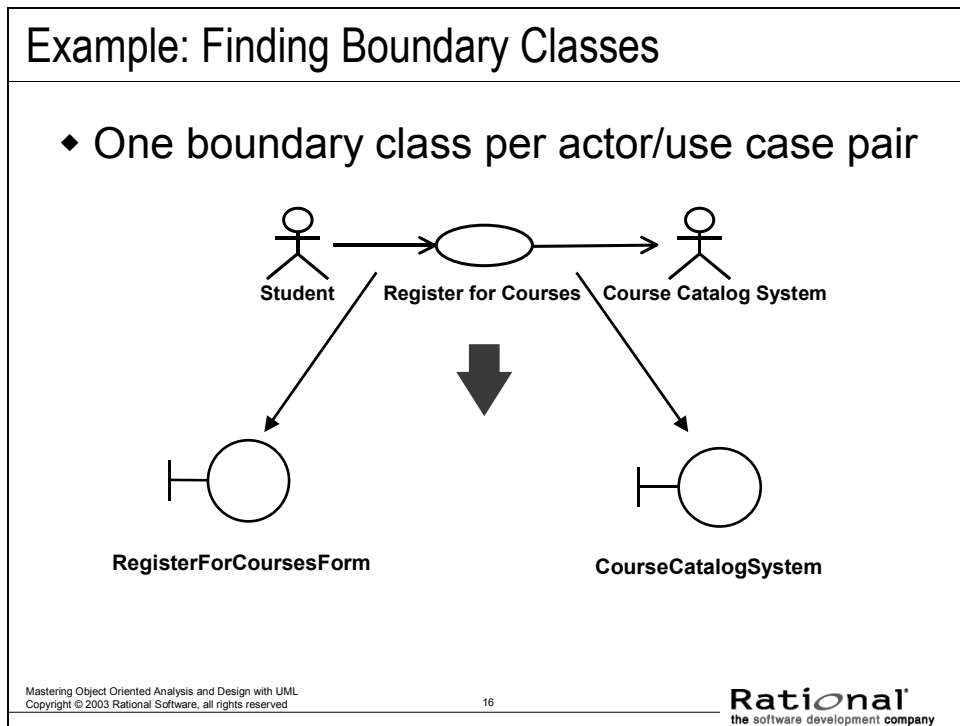 Example: Finding Boundary Classes
◆ One boundary class per actor/use case pair
Student
Register for Courses
Course Catalog System
RegisterForCoursesForm
CourseCatalogSystem
Mastering Object Oriented Analysis and Design with UML
Copyright © 2003 Rational Software, all rights reserved
16
Rational
the software development company